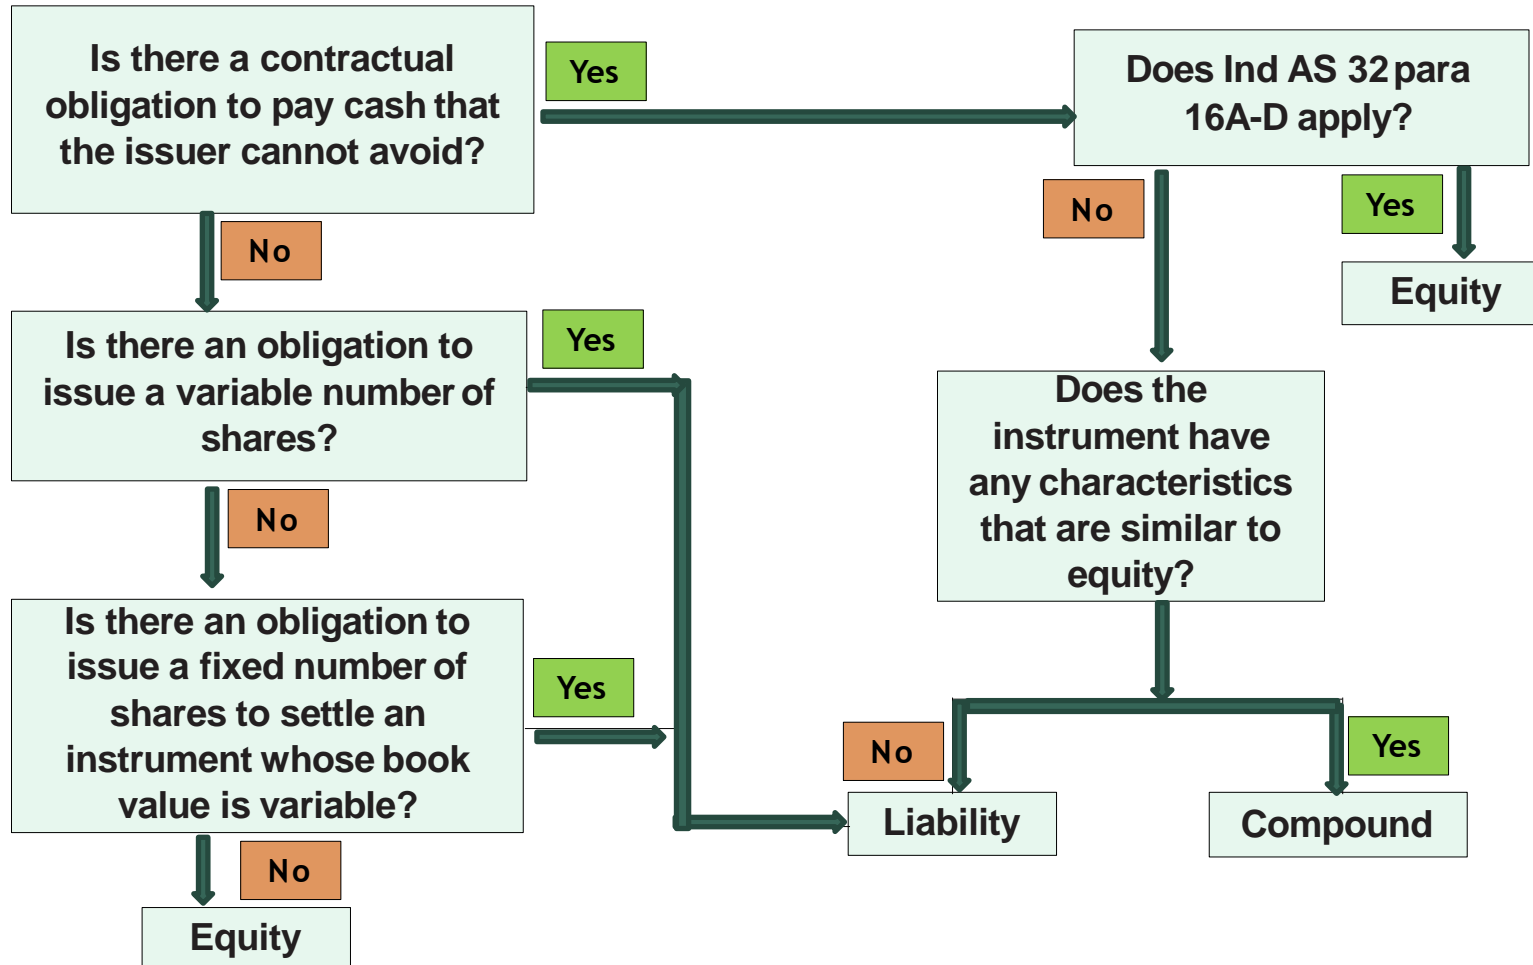 Is there a contractual
obligation to pay cash that
the issuer cannot avoid?
Yes
Does Ind AS 32 para
16A-D apply?
No
No
Yes
Equity
Is there an obligation to
issue a variable number of
shares?
Yes
Does the
instrument have
any characteristics
that are similar to
equity?
No
Is there an obligation to
issue a fixed number of
shares to settle an
instrument whose book
value is variable?
Yes
No
Yes
Liability
Compound
No
Equity